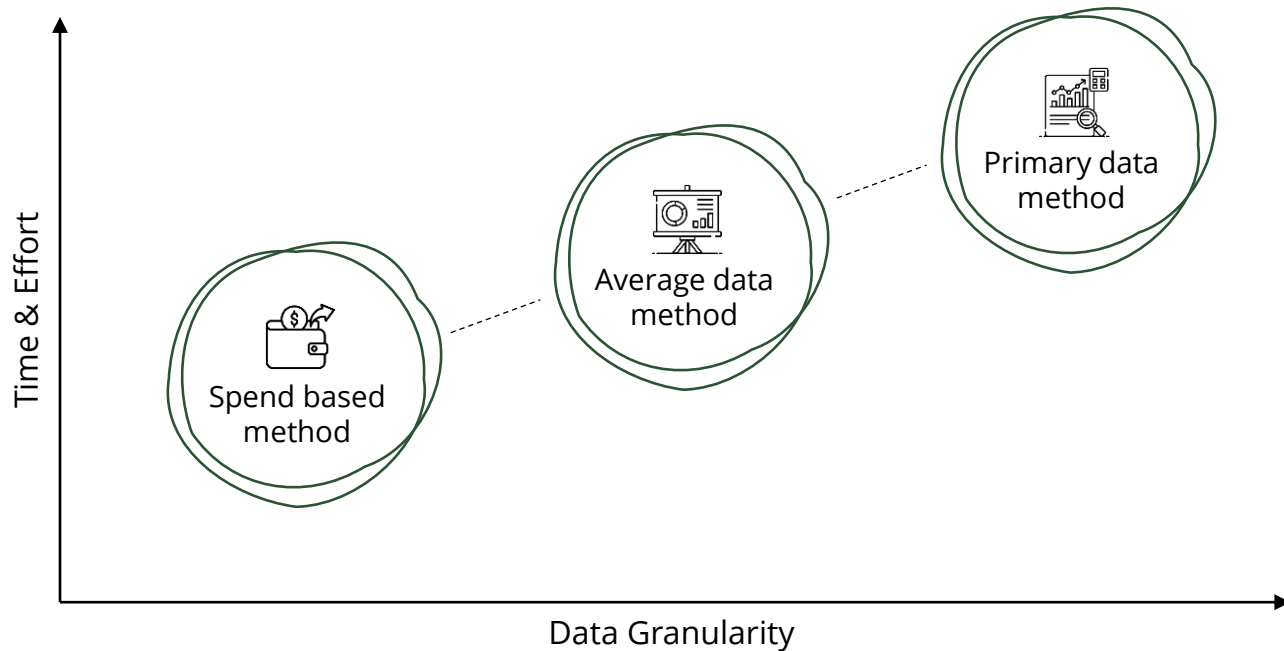 Primary data
method
Average data
method
Spend based
method
Time & Effort
Data Granularity
$